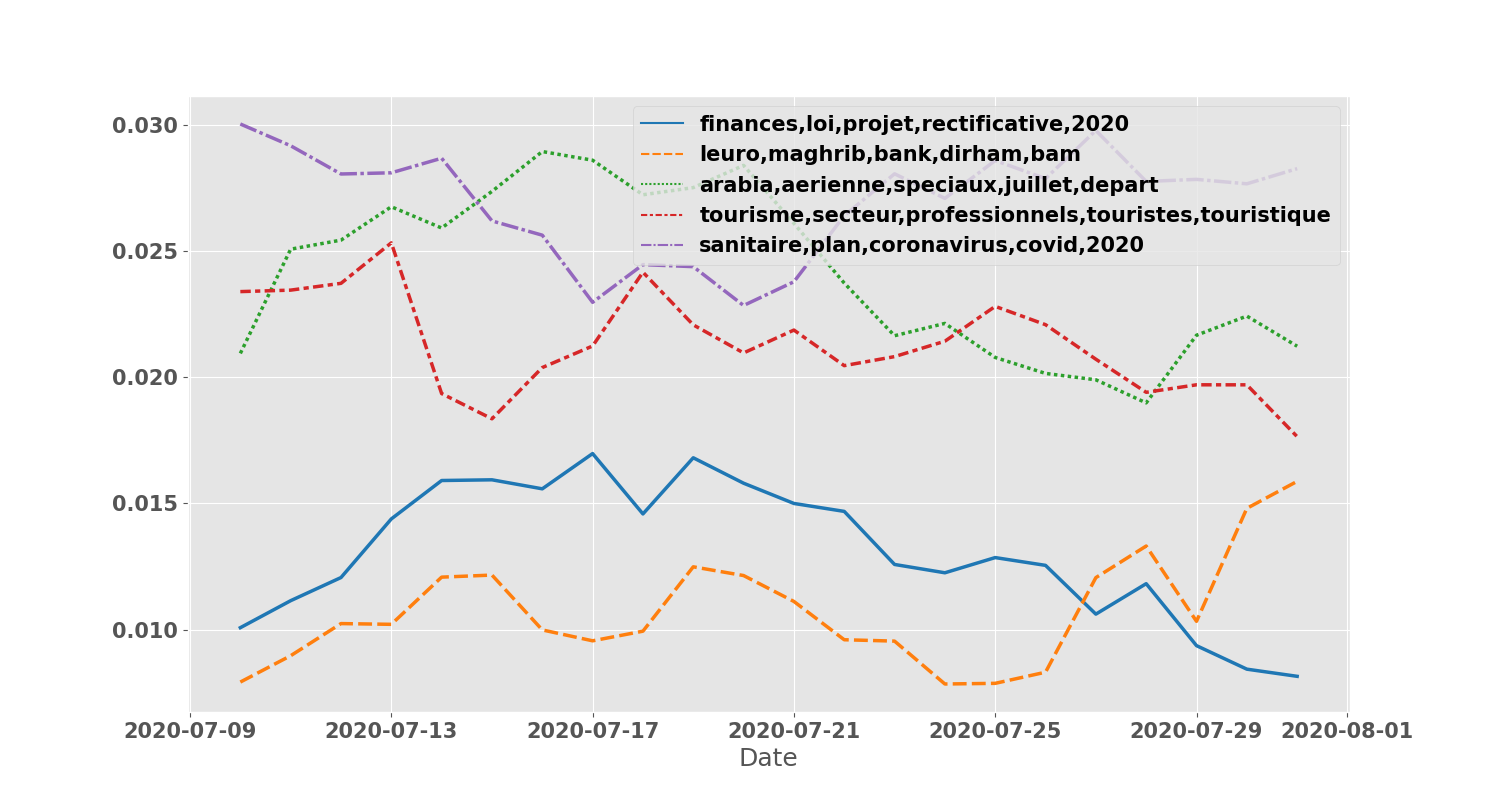 0.030
0.025
0.020
0.015
0.010
finances,loi,projet,rectificative,2020
leuro,maghrib,bank,dirham,bam
arabia,aerienne,speciaux,juillet,depart
tourisme,secteur,professionnels,touristes,touristique
sanitaire,plan,coronavirus,covid,2020
2020-07-09 2020-07-13 2020-07-17 2020-07-21 2020-07-25 2020-07-29 2020-08-01
Date